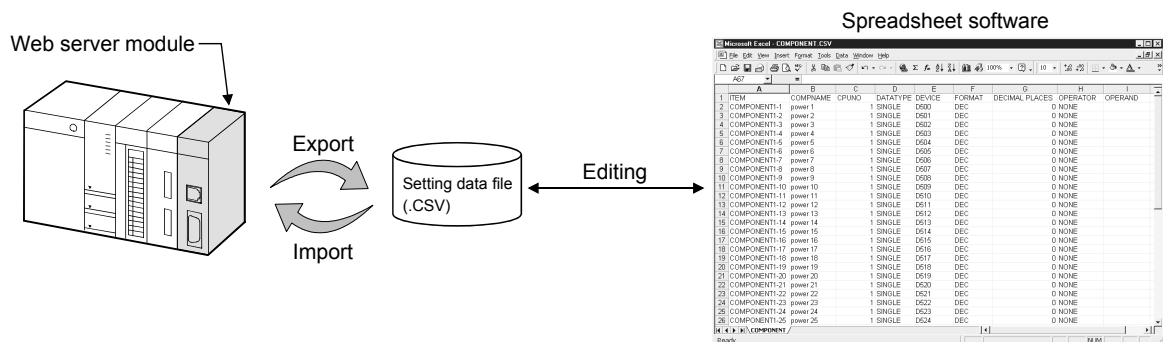 Spreadsheet software
Web server module
Export
Import
Setting data file
(.CSV)
Editing
Microsoft Excel - COMPONENT.CSV
File Edit View Insert Format Tools Data Window Help
100% 10
A67 =
A B C D E F G H I
1 ITEM COMPNAME CPUNO DATATYPE DEVICE FORMAT DECIMAL PLACES OPERATOR OPERAND
2 COMPONENT1-1 power 1 1 SINGLE D500 DEC 0 NONE
3 COMPONENT1-2 power 2 1 SINGLE D501 DEC 0 NONE
4 COMPONENT1-3 power 3 1 SINGLE D502 DEC 0 NONE
5 COMPONENT1-4 power 4 1 SINGLE D503 DEC 0 NONE
6 COMPONENT1-5 power 5 1 SINGLE D504 DEC 0 NONE
7 COMPONENT1-6 power 6 1 SINGLE D505 DEC 0 NONE
8 COMPONENT1-7 power 7 1 SINGLE D506 DEC 0 NONE
9 COMPONENT1-8 power 8 1 SINGLE D507 DEC 0 NONE
10 COMPONENT1-9 power 9 1 SINGLE D508 DEC 0 NONE
11 COMPONENT1-10 power 10 1 SINGLE D509 DEC 0 NONE
12 COMPONENT1-11 power 11 1 SINGLE D510 DEC 0 NONE
13 COMPONENT1-12 power 12 1 SINGLE D511 DEC 0 NONE
14 COMPONENT1-13 power 13 1 SINGLE D512 DEC 0 NONE
15 COMPONENT1-14 power 14 1 SINGLE D513 DEC 0 NONE
16 COMPONENT1-15 power 15 1 SINGLE D514 DEC 0 NONE
17 COMPONENT1-16 power 16 1 SINGLE D515 DEC 0 NONE
18 COMPONENT1-17 power 17 1 SINGLE D516 DEC 0 NONE
19 COMPONENT1-18 power 18 1 SINGLE D517 DEC 0 NONE
20 COMPONENT1-19 power 19 1 SINGLE D518 DEC 0 NONE
21 COMPONENT1-20 power 20 1 SINGLE D519 DEC 0 NONE
22 COMPONENT1-21 power 21 1 SINGLE D520 DEC 0 NONE
23 COMPONENT1-22 power 22 1 SINGLE D521 DEC 0 NONE
24 COMPONENT1-23 power 23 1 SINGLE D522 DEC 0 NONE
25 COMPONENT1-24 power 24 1 SINGLE D523 DEC 0 NONE
26 COMPONENT1-25 power 25 1 SINGLE D524 DEC 0 NONE
COMPONENT
Ready NUM